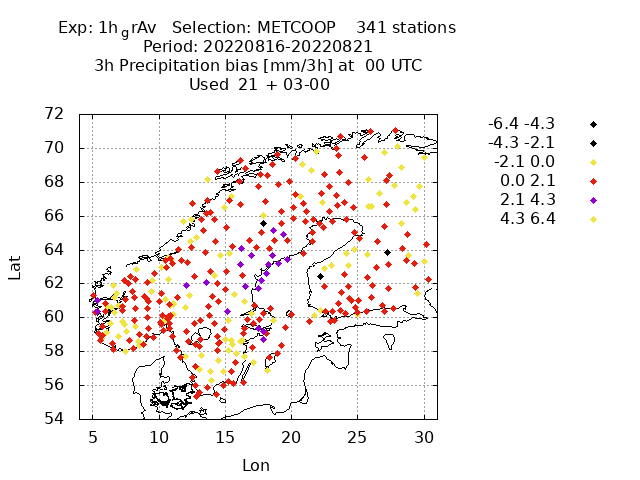 Exp: 1h_grAv   Selection: METCOOP    341 stations
Period: 20220816-20220821
3h Precipitation bias [mm/3h] at  00 UTC
Used  21 + 03-00
72
70
68
66
64
62
60
58
56
54
Lat
5 10 15 20 25 30
Lon
-6.4 -4.3
-4.3 -2.1
-2.1 0.0
0.0 2.1
2.1 4.3
4.3 6.4